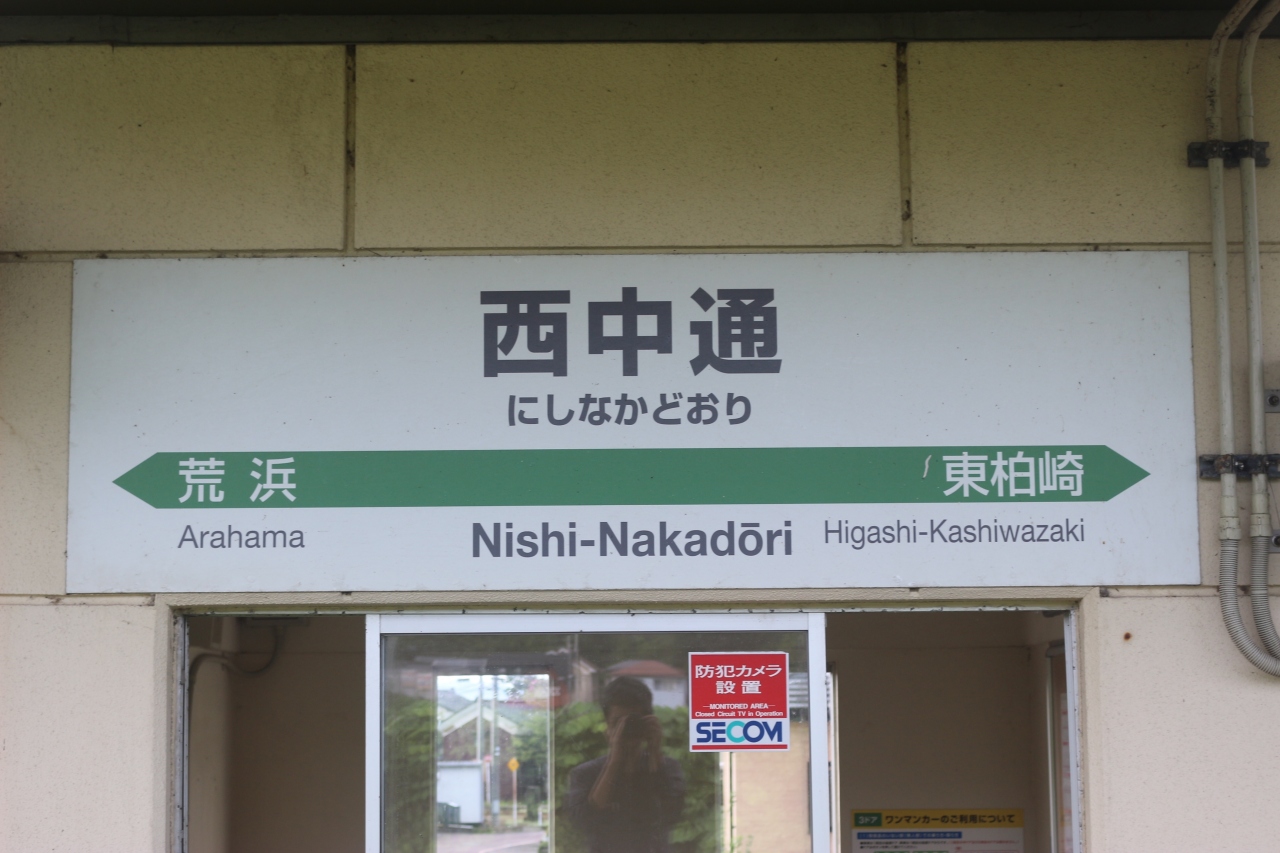 西中通
にしなかどおり
荒浜 東柏崎
Arahama Nishi-Nakadōri Higashi-Kashiwazaki
防犯カメラ
設置
MONITORED AREA
Closed Circuit TV in Operation
SECOM
ワンマンカーのご利用について